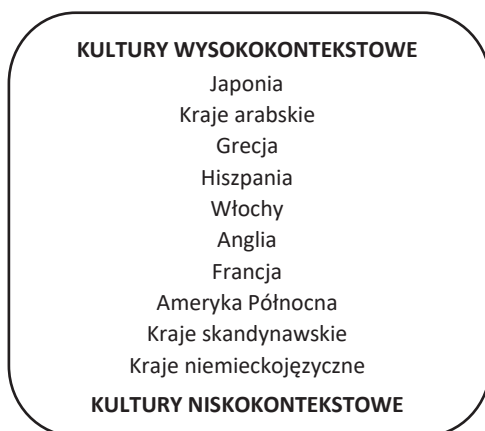 KULTURY WYSOKOKONTEKSTOWE
Japonia
Kraje arabskie
Grecja
Hiszpania
Włochy
Anglia
Francja
Ameryka Północna
Kraje skandynawskie
Kraje niemieckojęzyczne
KULTURY NISKOKONTEKSTOWE